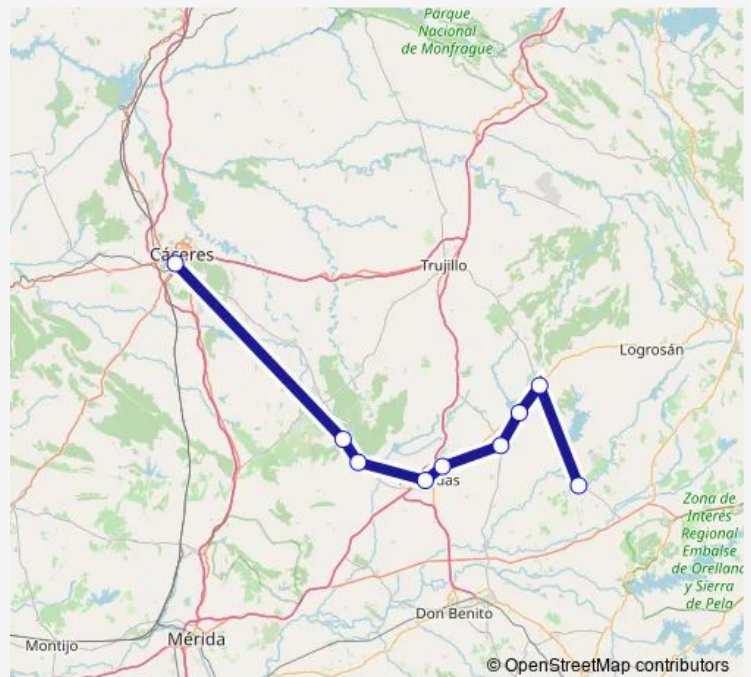 Parque
Nacional
de Monfragüe
Cáceres
Trujillo
Logrosán
Zona de
Interés
Regional
Embalse
de Orellana
y Sierra
de Pela
Don Benito
Mérida
Montijo
© OpenStreetMap contributors